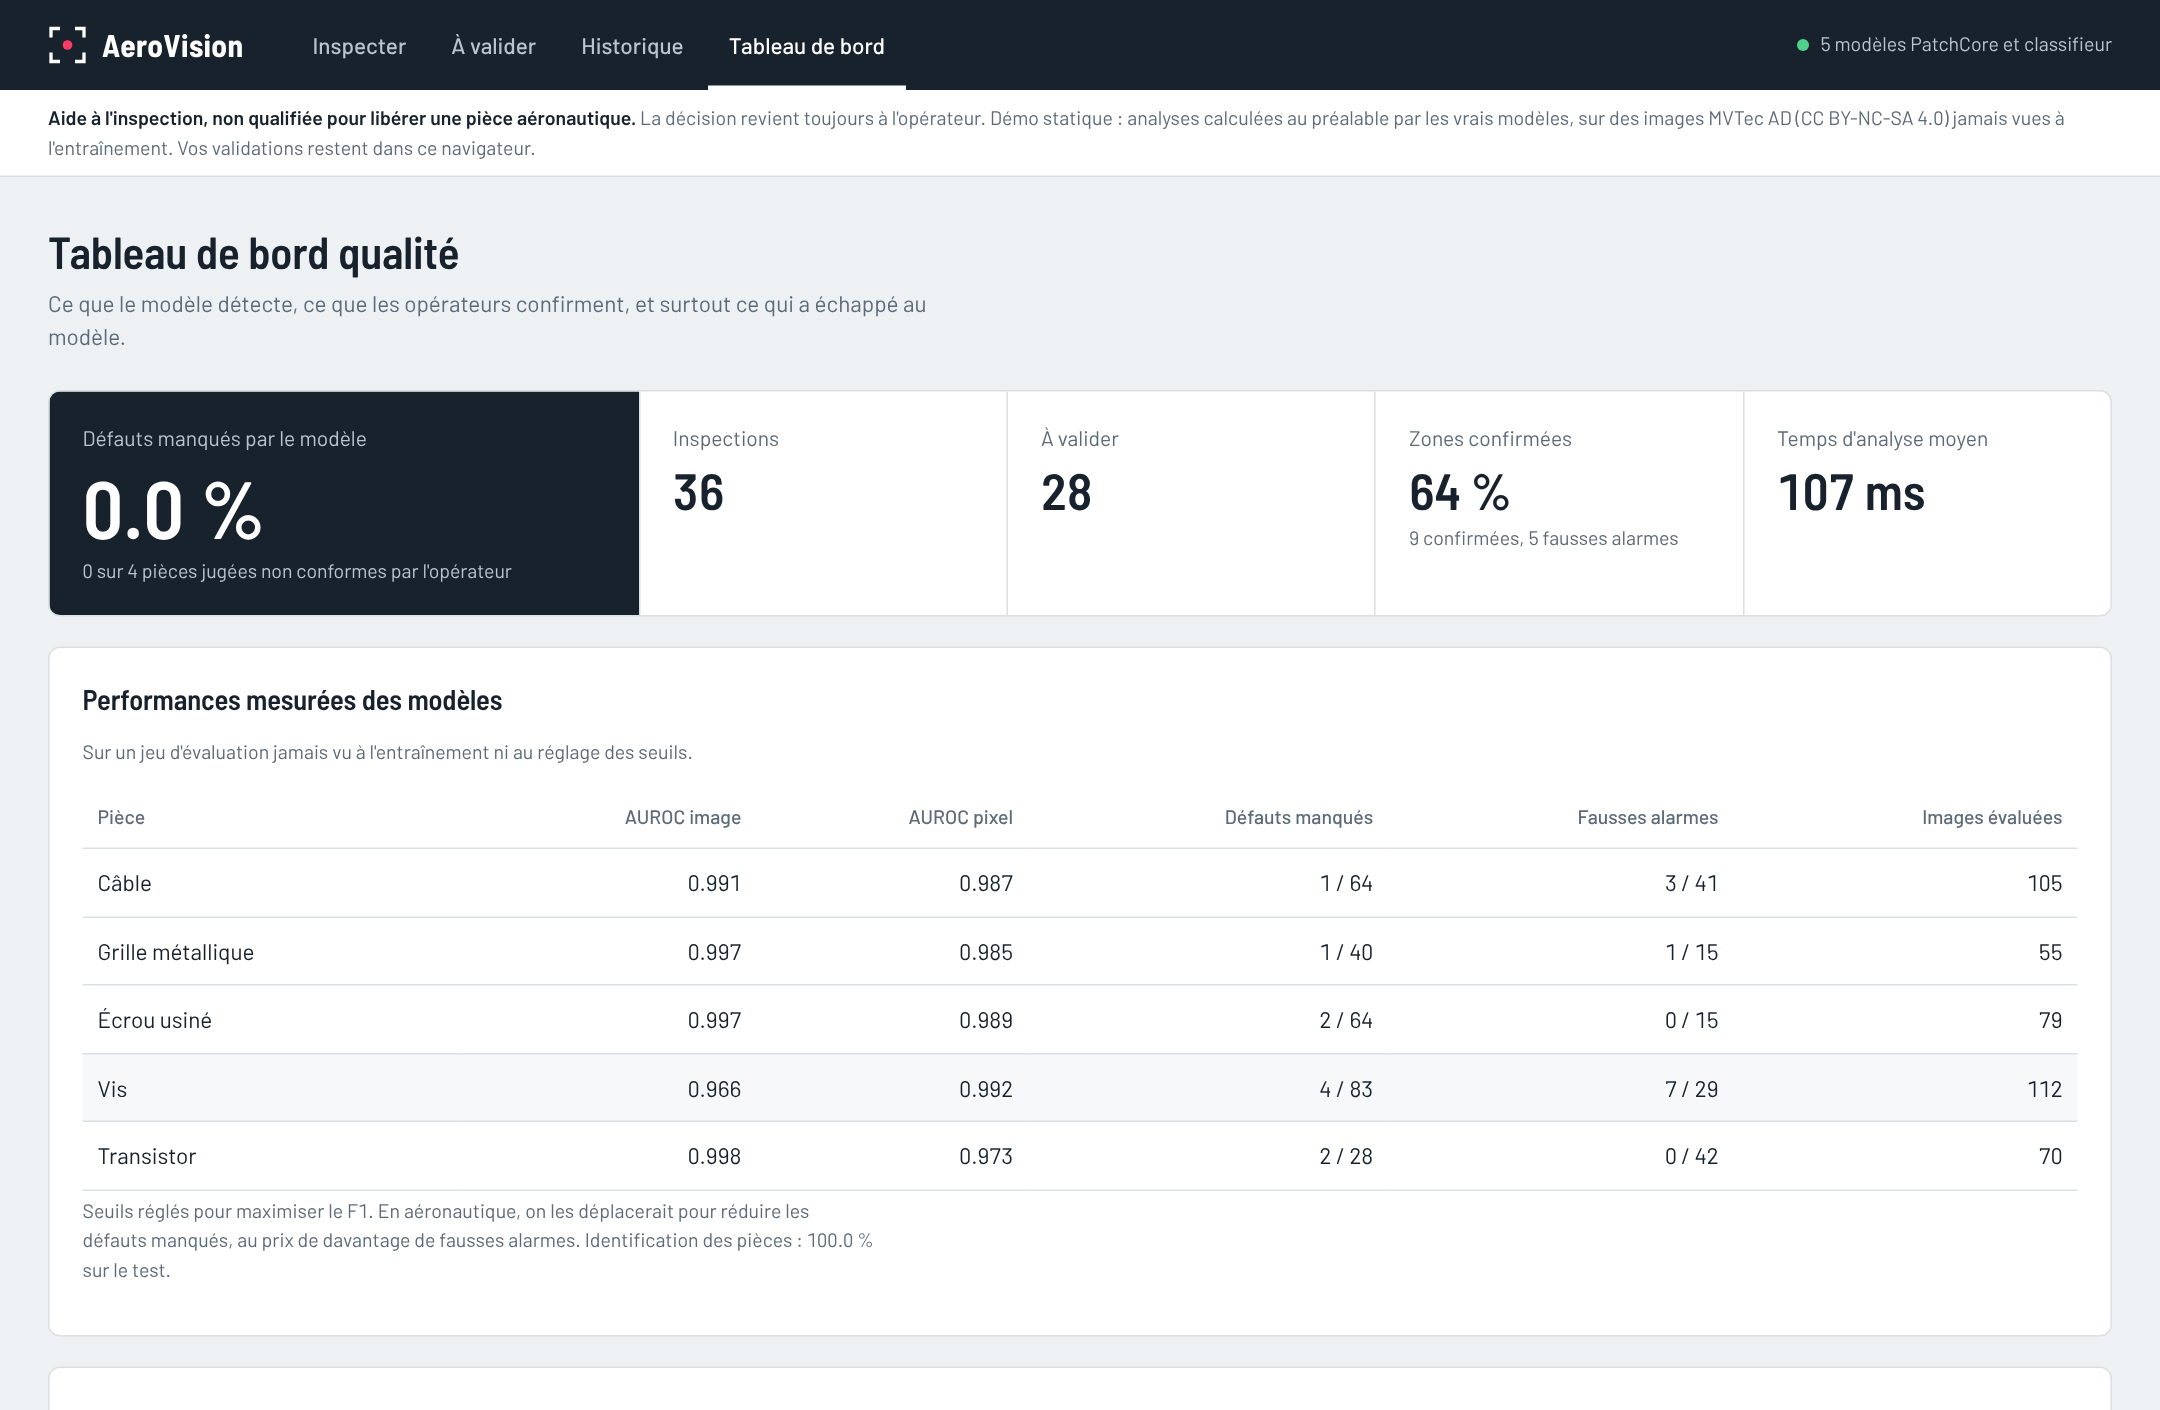 AeroVision
Inspecter
À valider
Historique
Tableau de bord
5 modèles PatchCore et classifieur
Aide à l'inspection, non qualifiée pour libérer une pièce aéronautique. La décision revient toujours à l'opérateur. Démo statique : analyses calculées au préalable par les vrais modèles, sur des images MVTec AD (CC BY-NC-SA 4.0) jamais vues à
l'entraînement. Vos validations restent dans ce navigateur.
Tableau de bord qualité
Ce que le modèle détecte, ce que les opérateurs confirment, et surtout ce qui a échappé au
modèle.
Défauts manqués par le modèle
0.0 %
0 sur 4 pièces jugées non conformes par l'opérateur
Inspections
36
À valider
28
Zones confirmées
64 %
9 confirmées, 5 fausses alarmes
Temps d'analyse moyen
107 ms
Performances mesurées des modèles
Sur un jeu d'évaluation jamais vu à l'entraînement ni au réglage des seuils.
Pièce AUROC image AUROC pixel Défauts manqués Fausses alarmes Images évaluées
Câble 0.991 0.987 1 / 64 3 / 41 105
Grille métallique 0.997 0.985 1 / 40 1 / 15 55
Écrou usiné 0.997 0.989 2 / 64 0 / 15 79
Vis 0.966 0.992 4 / 83 7 / 29 112
Transistor 0.998 0.973 2 / 28 0 / 42 70
Seuils réglés pour maximiser le F1. En aéronautique, on les déplacerait pour réduire les
défauts manqués, au prix de davantage de fausses alarmes. Identification des pièces : 100.0 %
sur le test.